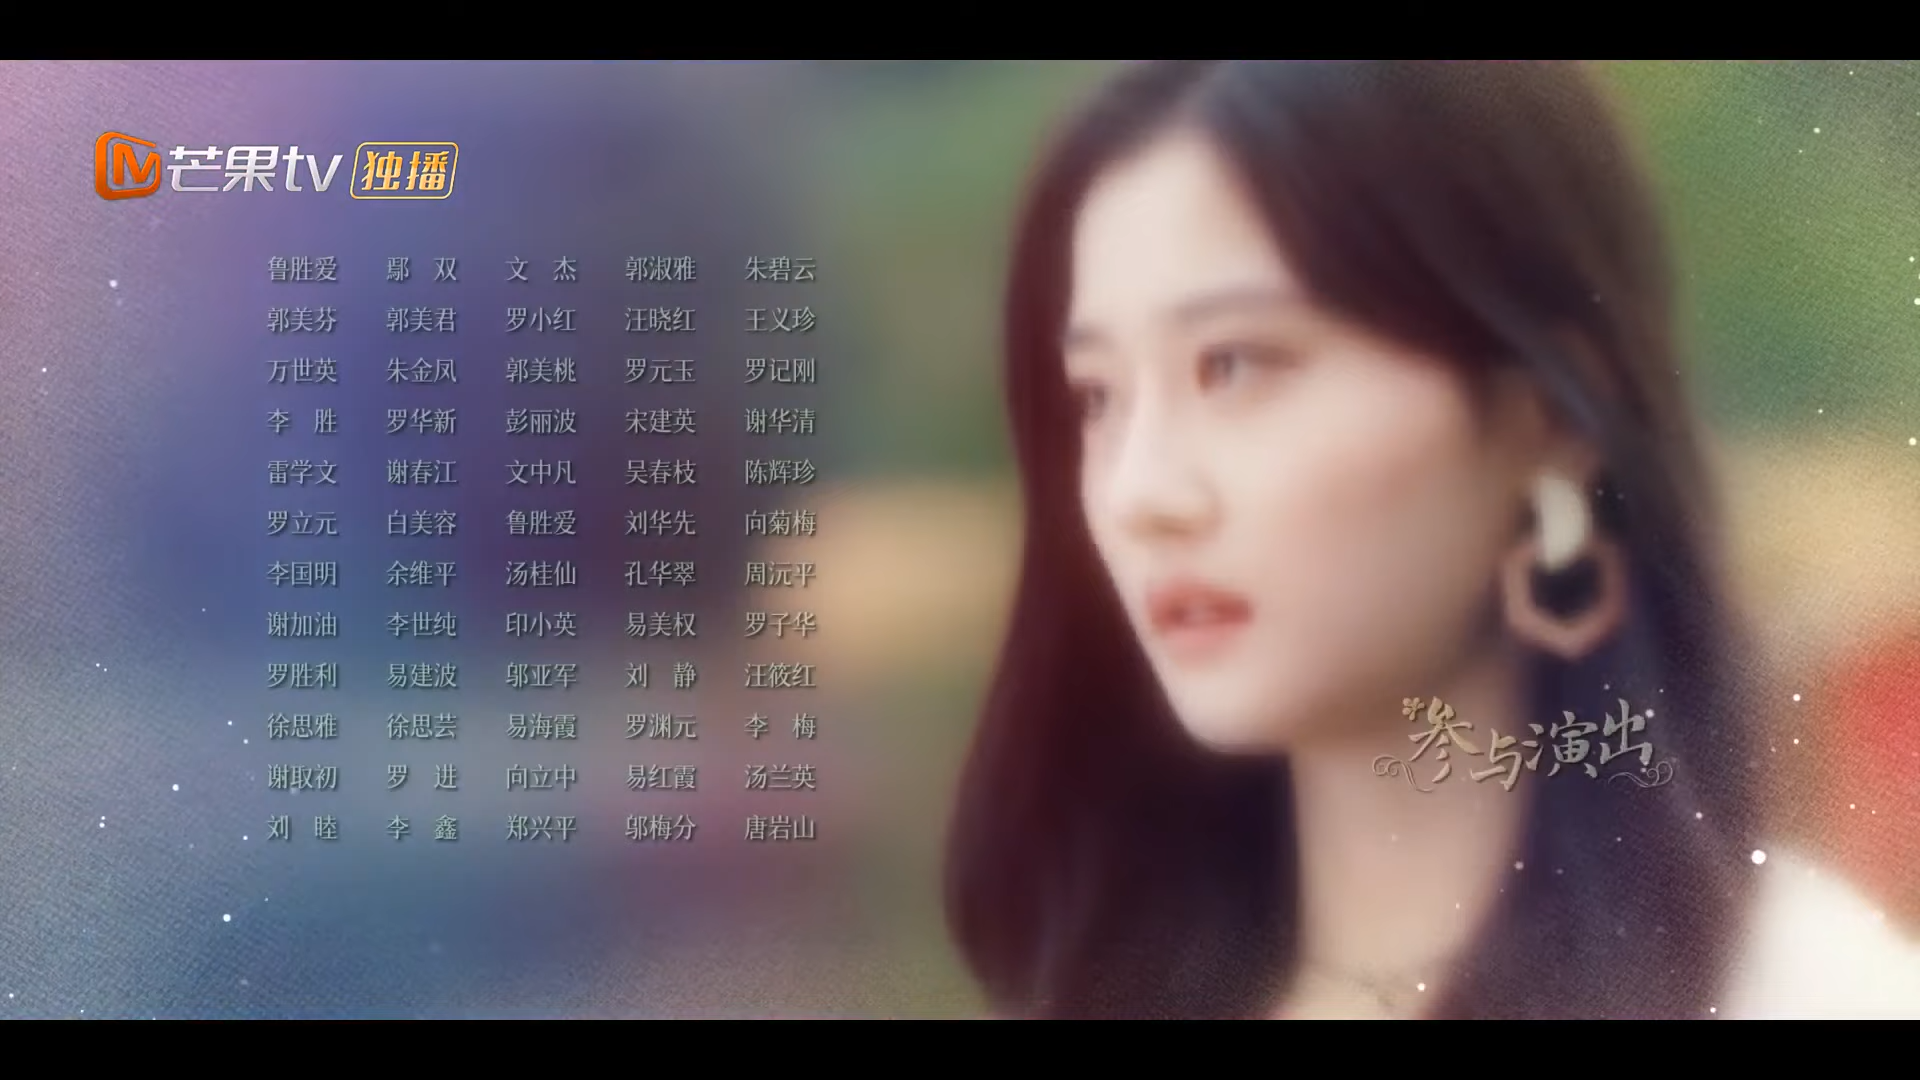 芒果tv 独播
鲁胜爱 鄢 双 文 杰 郭淑雅 朱碧云
郭美芬 郭美君 罗小红 汪晓红 王义珍
万世英 朱金凤 郭美桃 罗元玉 罗记刚
李 胜 罗华新 彭丽波 宋建英 谢华清
雷学文 谢春江 文中凡 吴春枝 陈辉珍
罗立元 白美容 鲁胜爱 刘华先 向菊梅
李国明 余维平 汤桂仙 孔华翠 周沅平
谢加油 李世纯 印小英 易美权 罗子华
罗胜利 易建波 邬亚军 刘 静 汪筱红
徐思雅 徐思芸 易海霞 罗渊元 李 梅
谢取初 罗 进 向立中 易红霞 汤兰英
刘 睦 李 鑫 郑兴平 邬梅分 唐岩山
参与演出